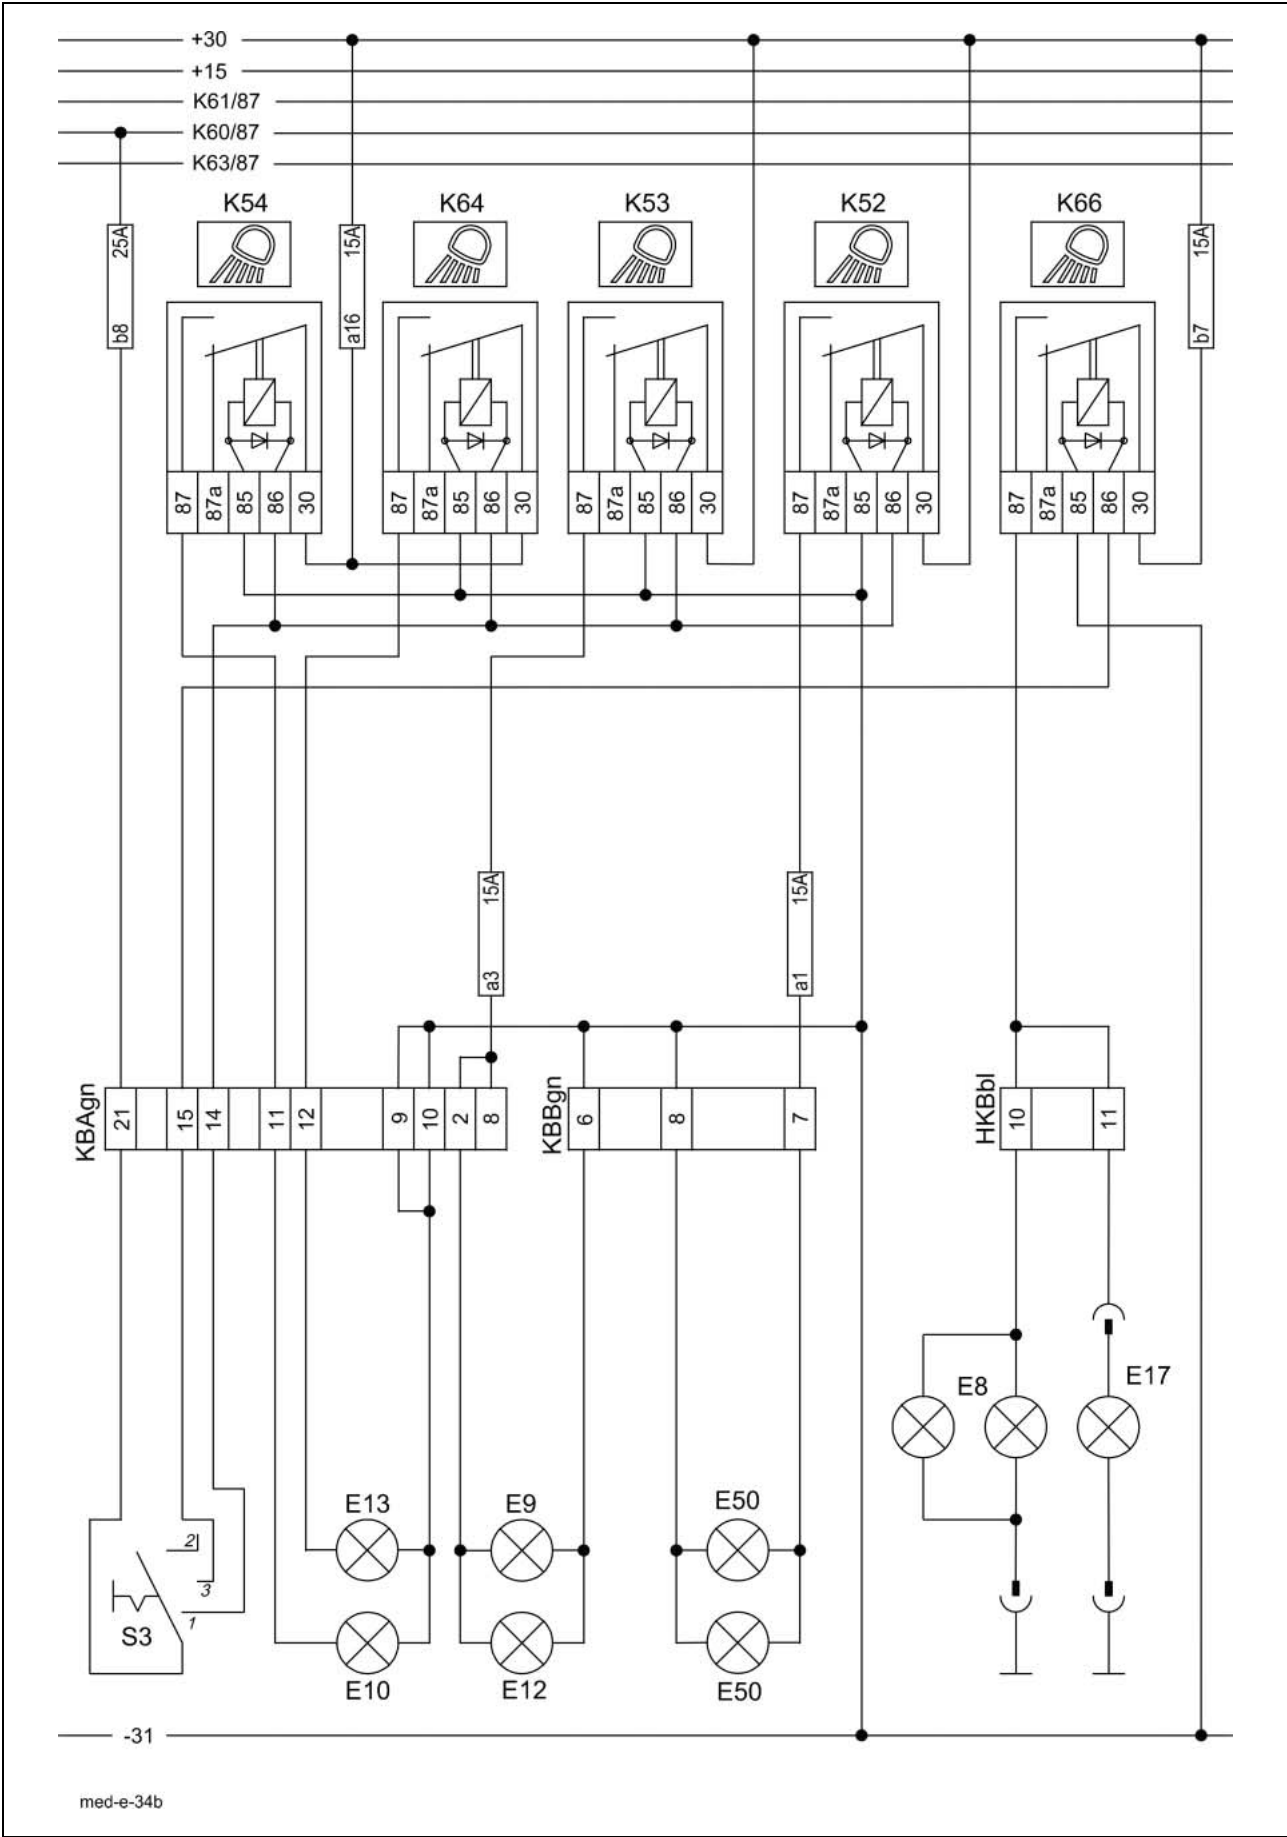 +30
+15
K61/87
K60/87
K63/87
K54 K64 K53 K52 K66
25A b8
15A a16
15A b7
87 87a 85 86 30
87 87a 85 86 30
87 87a 85 86 30
87 87a 85 86 30
87 87a 85 86 30
15A a3
15A a1
KBAgn 21 15 14 11 12 9 10 2 8
KBBgn 6 8 7
HKBbl 10 11
E8 E17
E13 E9 E50
2
3
1
S3
E10 E12 E50
-31
med-e-34b